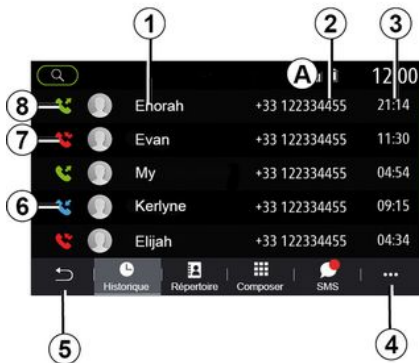 1 2 3
A 12:00
8 Enorah +33 122334455 21:14
7 Evan +33 122334455 11:30
My +33 122334455 04:54
6 Kerlyne +33 122334455 09:15
Elijah +33 122334455 04:34
Historique Répertoire Composer SMS
5 4